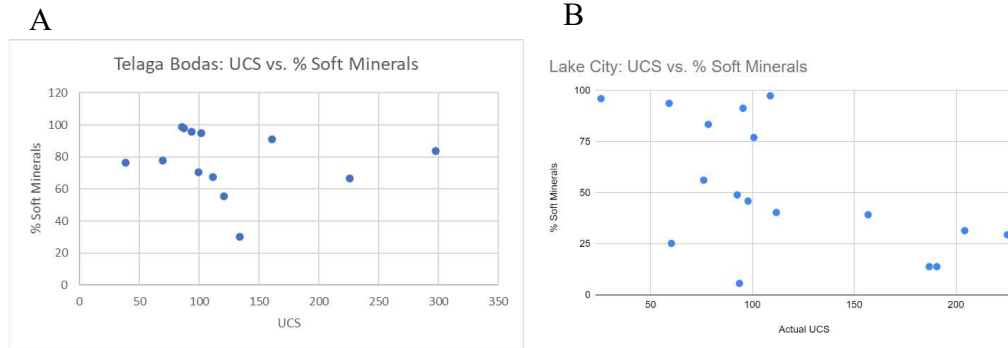 A
Telaga Bodas: UCS vs. % Soft Minerals
120
100
80
60
40
20
0
% Soft Minerals
0 50 100 150 200 250 300 350
UCS
B
Lake City: UCS vs. % Soft Minerals
100
75
50
25
0
% Soft Minerals
50 100 150 200
Actual UCS